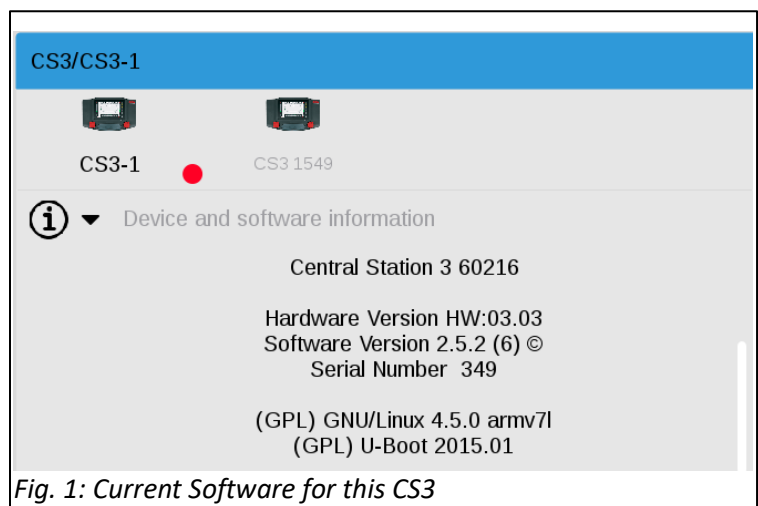 CS3/CS3-1
CS3-1 CS3 1549
Device and software information
Central Station 3 60216
Hardware Version HW:03.03
Software Version 2.5.2 (6) ©
Serial Number 349
(GPL) GNU/Linux 4.5.0 armv7l
(GPL) U-Boot 2015.01
Fig. 1: Current Software for this CS3